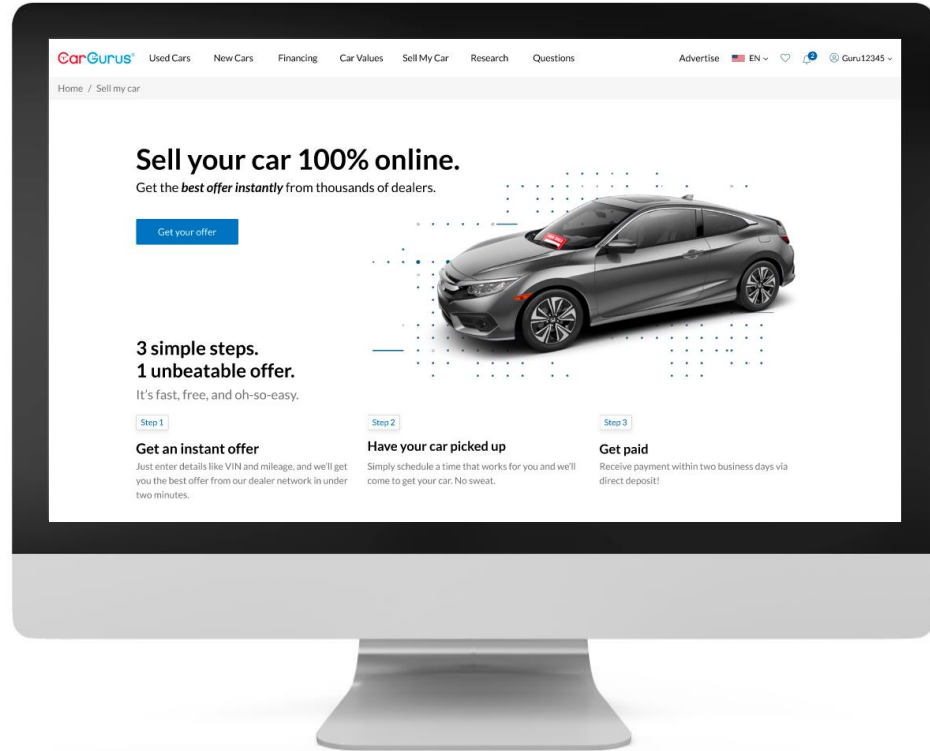 CarGurus®
Used Cars
New Cars
Financing
Car Values
Sell My Car
Research
Questions
Advertise
EN
2
Guru12345
Home / Sell my car
Sell your car 100% online.
Get the best offer instantly from thousands of dealers.
Get your offer
3 simple steps.
1 unbeatable offer.
It's fast, free, and oh-so-easy.
Step 1
Get an instant offer
Just enter details like VIN and mileage, and we'll get
you the best offer from our dealer network in under
two minutes.
Step 2
Have your car picked up
Simply schedule a time that works for you and we'll
come to get your car. No sweat.
Step 3
Get paid
Receive payment within two business days via
direct deposit!